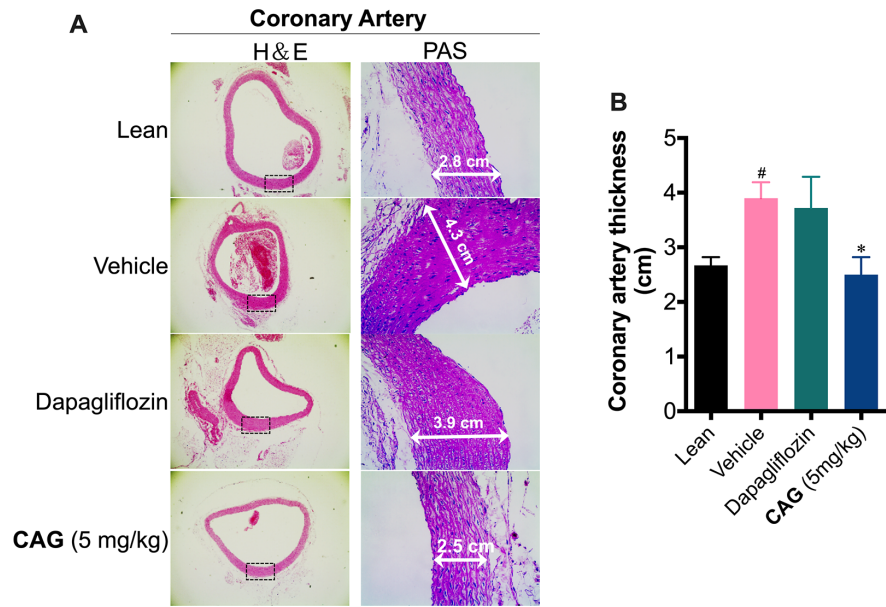 A
Coronary Artery
H&E
PAS
Lean
2.8 cm
Vehicle
4.3 cm
Dapagliflozin
3.9 cm
CAG (5 mg/kg)
2.5 cm
B
Coronary artery thickness
(cm)
5
4
3
2
1
0
#
*
Lean
Vehicle
Dapagliflozin
CAG (5mg/kg)